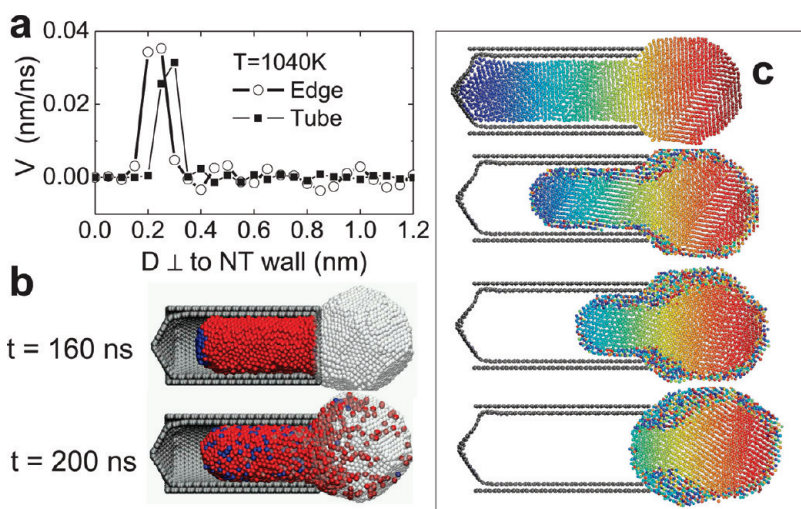 a
V (nm/ns)
0.04
0.02
0.00
T=1040K
Edge
Tube
0.0 0.2 0.4 0.6 0.8 1.0 1.2
D ⊥ to NT wall (nm)
b
t = 160 ns
t = 200 ns
c